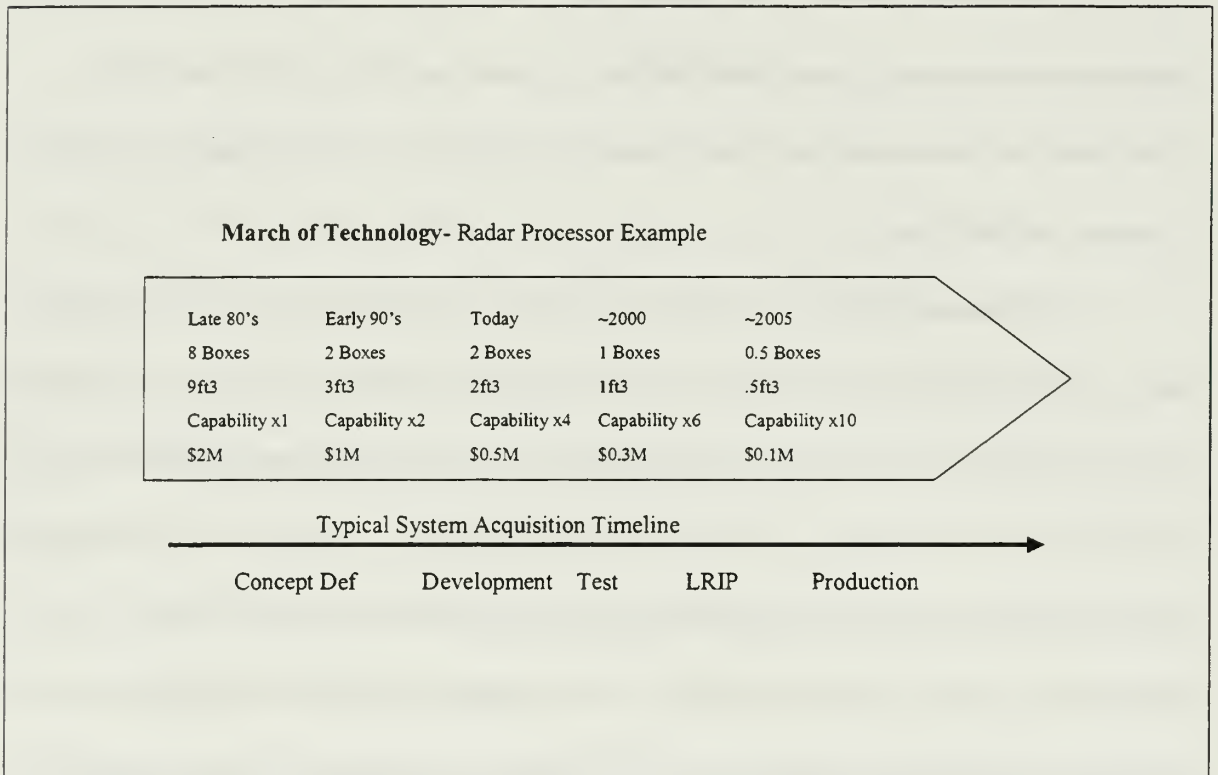 March of Technology- Radar Processor Example
Late 80's Early 90's Today ~2000 ~2005
8 Boxes 2 Boxes 2 Boxes 1 Boxes 0.5 Boxes
9ft3 3ft3 2ft3 1ft3 .5ft3
Capability x1 Capability x2 Capability x4 Capability x6 Capability x10
$2M $1M $0.5M $0.3M $0.1M
Typical System Acquisition Timeline
Concept Def Development Test LRIP Production